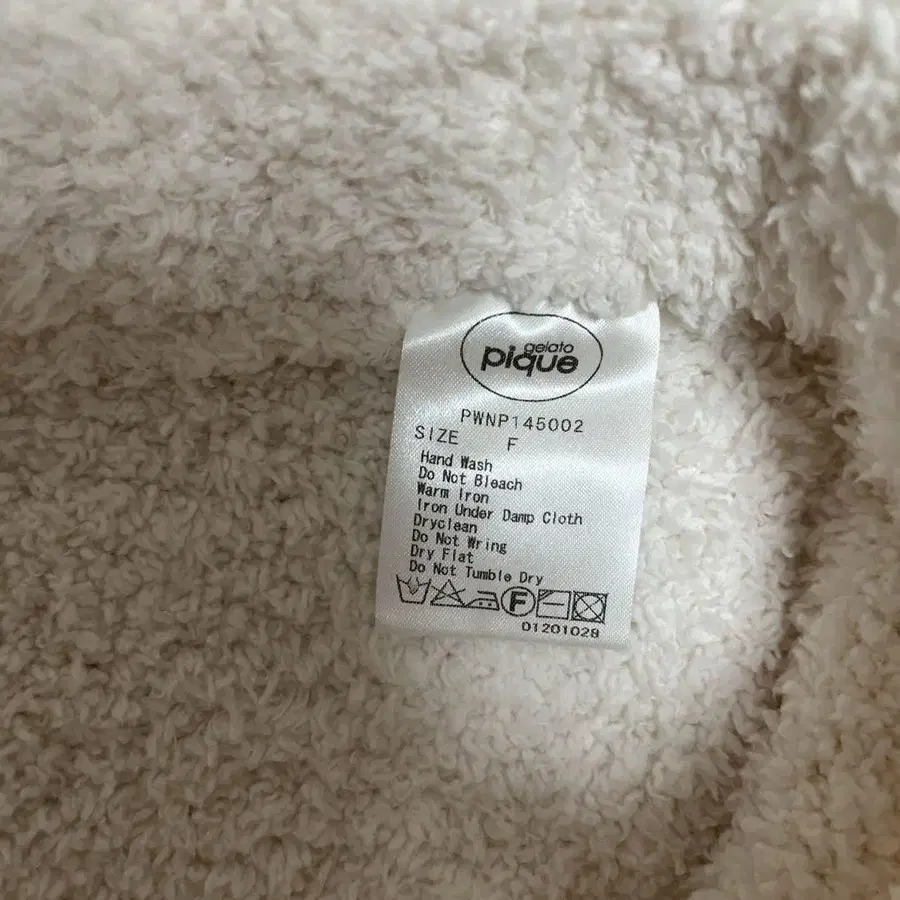 gelato
pique
PWNP145002
SIZE F
Hand Wash
Do Not Bleach
Warm Iron
Iron Under Damp Cloth
Dryclean
Do Not Wring
Dry Flat
Do Not Tumble Dry
F
01201028